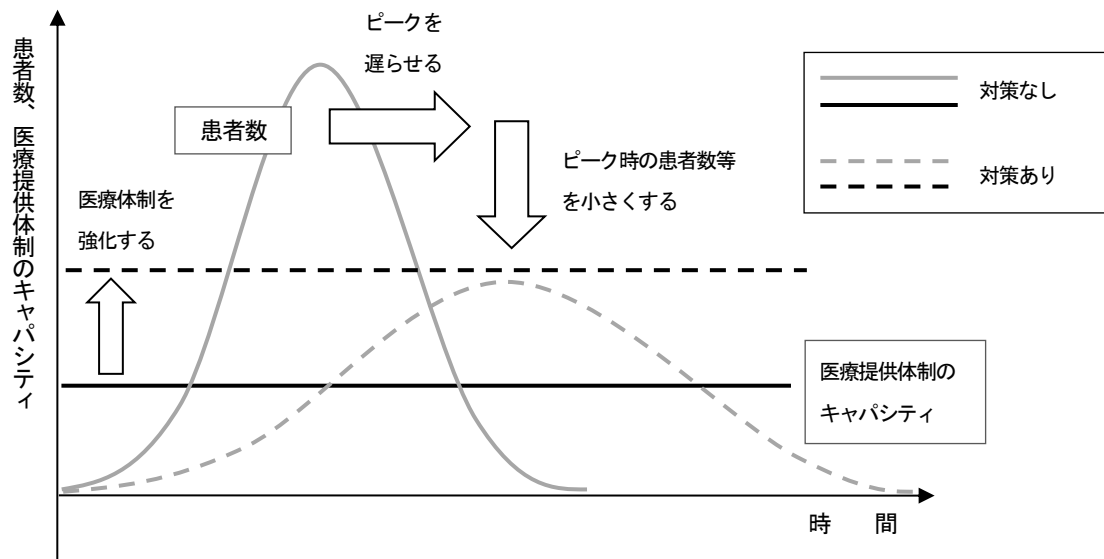 患者数、医療提供体制のキャパシティ
ピークを
遅らせる
患者数
ピーク時の患者数等
を小さくする
医療体制を
強化する
対策なし
対策あり
医療提供体制の
キャパシティ
時　間